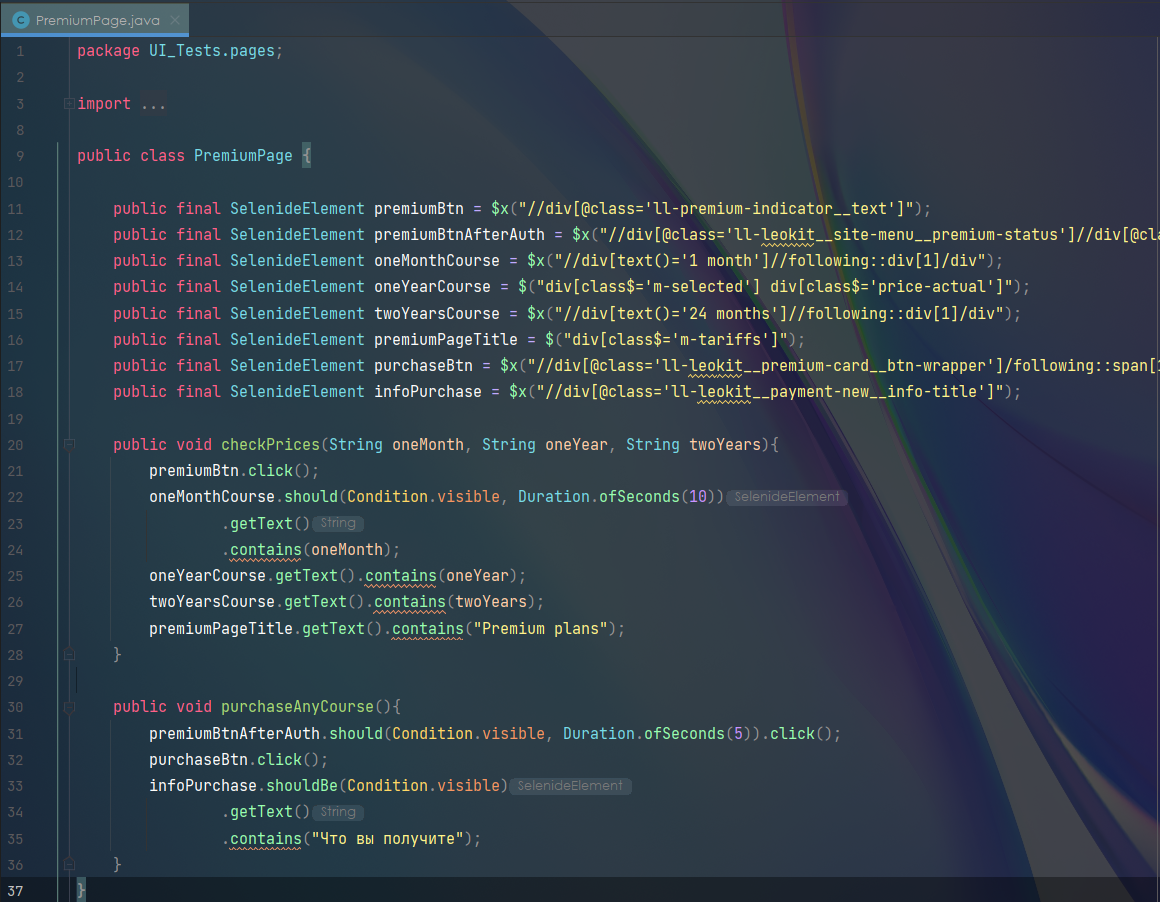 PremiumPage.java
1 package UI_Tests.pages;
2
3 import ...
8
9 public class PremiumPage {
10
11 public final SelenideElement premiumBtn = $x("//div[@class='ll-premium-indicator__text']");
12 public final SelenideElement premiumBtnAfterAuth = $x("//div[@class='ll-leokit__site-menu__premium-status']//div[@cla
13 public final SelenideElement oneMonthCourse = $x("//div[text()='1 month']//following::div[1]/div");
14 public final SelenideElement oneYearCourse = $("div[class$='m-selected'] div[class$='price-actual']");
15 public final SelenideElement twoYearsCourse = $x("//div[text()='24 months']//following::div[1]/div");
16 public final SelenideElement premiumPageTitle = $("div[class$='m-tariffs']");
17 public final SelenideElement purchaseBtn = $x("//div[@class='ll-leokit__premium-card__btn-wrapper']/following::span[1
18 public final SelenideElement infoPurchase = $x("//div[@class='ll-leokit__payment-new__info-title']");
19
20 public void checkPrices(String oneMonth, String oneYear, String twoYears){
21 premiumBtn.click();
22 oneMonthCourse.should(Condition.visible, Duration.ofSeconds(10)) SelenideElement
23 .getText() String
24 .contains(oneMonth);
25 oneYearCourse.getText().contains(oneYear);
26 twoYearsCourse.getText().contains(twoYears);
27 premiumPageTitle.getText().contains("Premium plans");
28 }
29
30 public void purchaseAnyCourse(){
31 premiumBtnAfterAuth.should(Condition.visible, Duration.ofSeconds(5)).click();
32 purchaseBtn.click();
33 infoPurchase.shouldBe(Condition.visible) SelenideElement
34 .getText() String
35 .contains("Что вы получите");
36 }
37 }